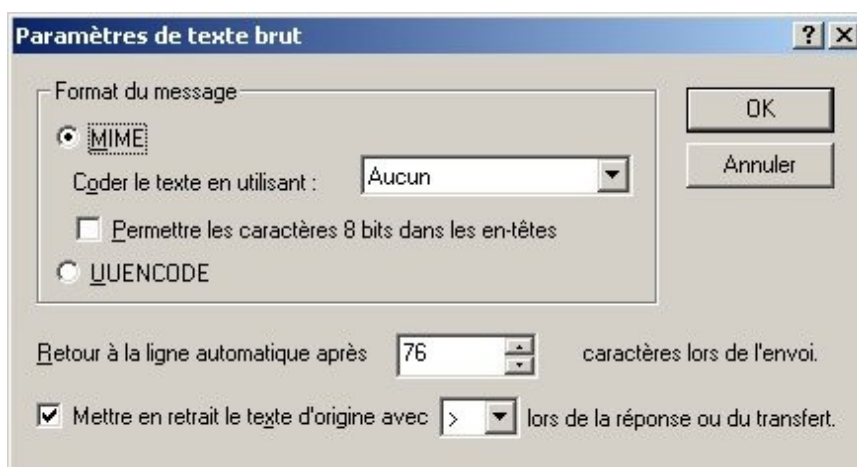 Paramètres de texte brut
Format du message
MIME
Coder le texte en utilisant : Aucun
Permettre les caractères 8 bits dans les en-têtes
UUENCODE
OK
Annuler
Retour à la ligne automatique après 76 caractères lors de l'envoi.
Mettre en retrait le texte d'origine avec > lors de la réponse ou du transfert.